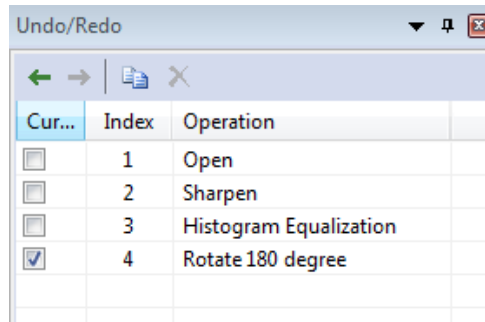 Undo/Redo
Cur... Index Operation
1 Open
2 Sharpen
3 Histogram Equalization
4 Rotate 180 degree